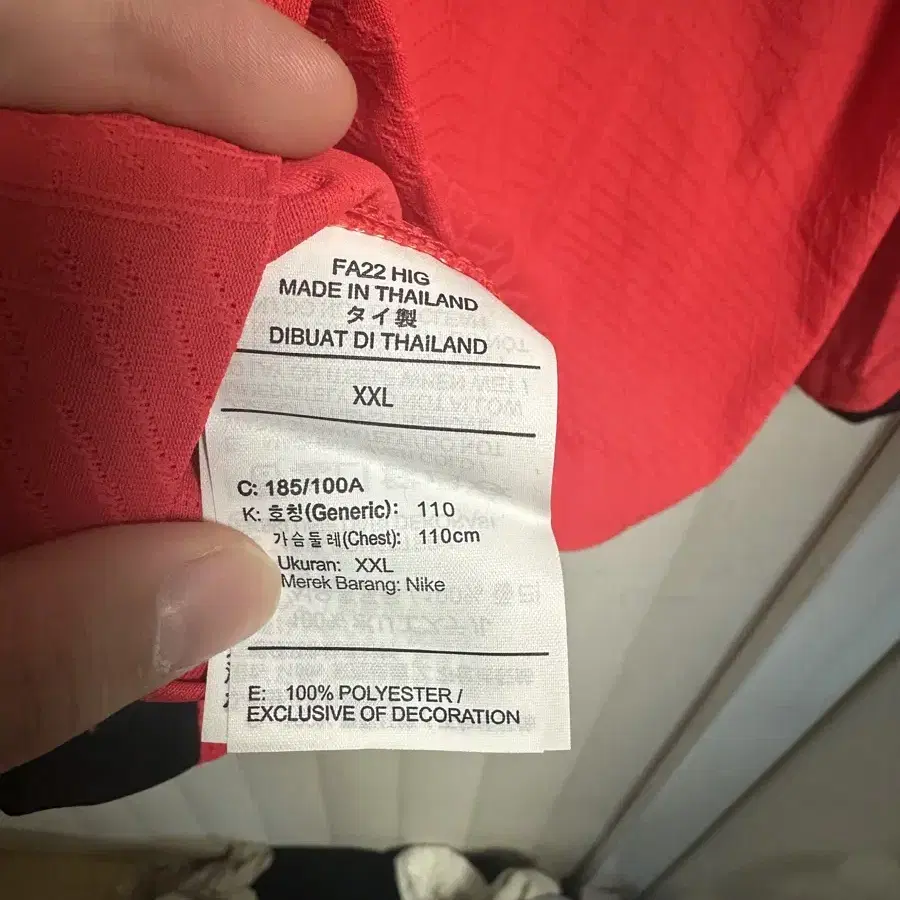 FA22 HIG
MADE IN THAILAND
タイ製
DIBUAT DI THAiLAND
XXL
C: 185/100A
K: 호칭(Generic): 110
가슴둘레(Chest): 110cm
Ukuran: XXL
Merek Barang: Nike
E: 100% POLYESTER /
EXCLUSIVE OF DECORATION